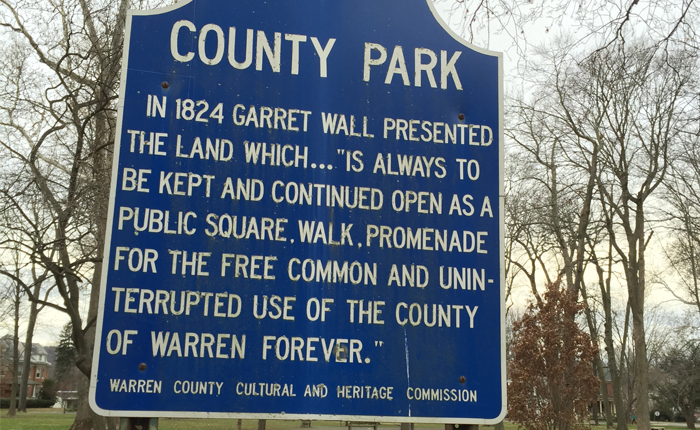 COUNTY PARK
IN 1824 GARRET WALL PRESENTED
THE LAND WHICH..."IS ALWAYS TO
BE KEPT AND CONTINUED OPEN AS A
PUBLIC SQUARE, WALK, PROMENADE
FOR THE FREE COMMON AND UNIN-
TERRUPTED USE OF THE COUNTY
OF WARREN FOREVER."
WARREN COUNTY CULTURAL AND HERITAGE COMMISSION